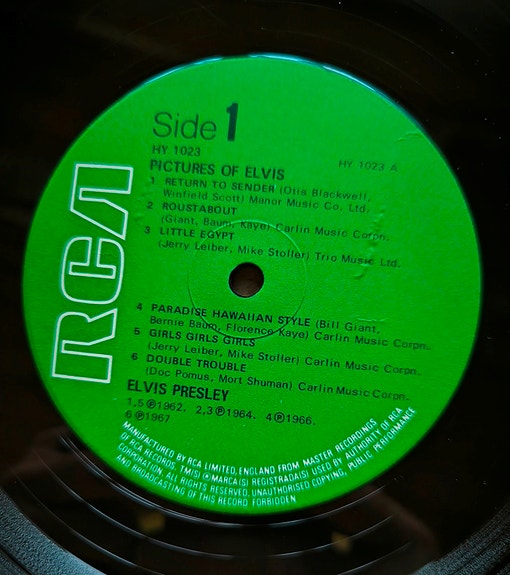 Side 1
HY 1023
HY 1023 A
PICTURES OF ELVIS
1 RETURN TO SENDER (Otis Blackwell,
Winfield Scott) Manor Music Co. Ltd.
2 ROUSTABOUT
(Giant, Baum, Kaye) Carlin Music Corpn.
3 LITTLE EGYPT
(Jerry Leiber, Mike Stoller) Trio Music Ltd.
RCA
4 PARADISE HAWAIIAN STYLE (Bill Giant,
Bernie Baum, Florence Kaye) Carlin Music Corpn.
5 GIRLS GIRLS GIRLS
(Jerry Leiber, Mike Stoller) Carlin Music Corpn.
6 DOUBLE TROUBLE
(Doc Pomus, Mort Shuman) Carlin Music Corpn.
ELVIS PRESLEY
1,5 ℗1962. 2,3 ℗1964. 4 ℗1966.
6 ℗1967
MANUFACTURED BY RCA LIMITED, ENGLAND FROM MASTER RECORDINGS
OF RCA RECORDS. TM(S) ® MARCA(S) REGISTRADA(S) USED BY AUTHORITY OF RCA
CORPORATION. ALL RIGHTS RESERVED. UNAUTHORISED COPYING, PUBLIC PERFORMANCE
AND BROADCASTING OF THIS RECORD FORBIDDEN